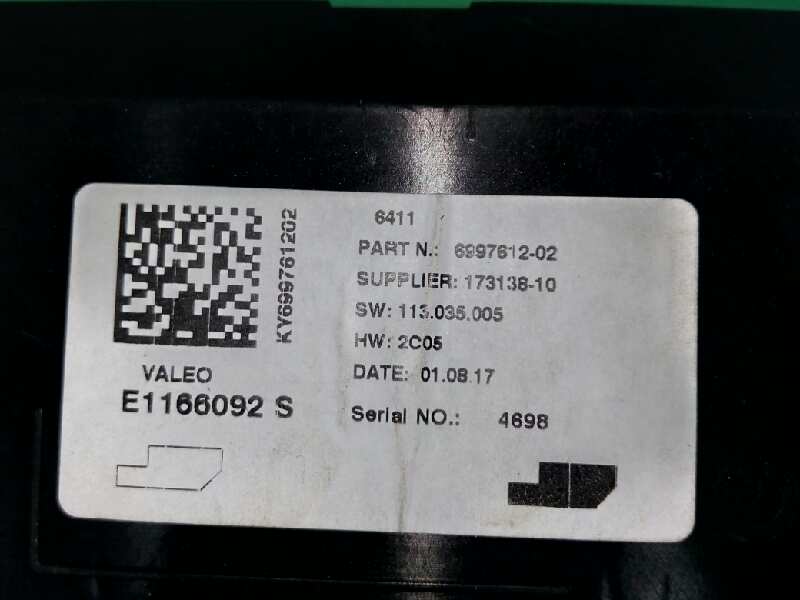 KY699761202
6411
PART N.: 6997612-02
SUPPLIER: 173138-10
SW: 113.035.005
HW: 2C05
DATE: 01.08.17
Serial NO.: 4698
VALEO
E1166092 S